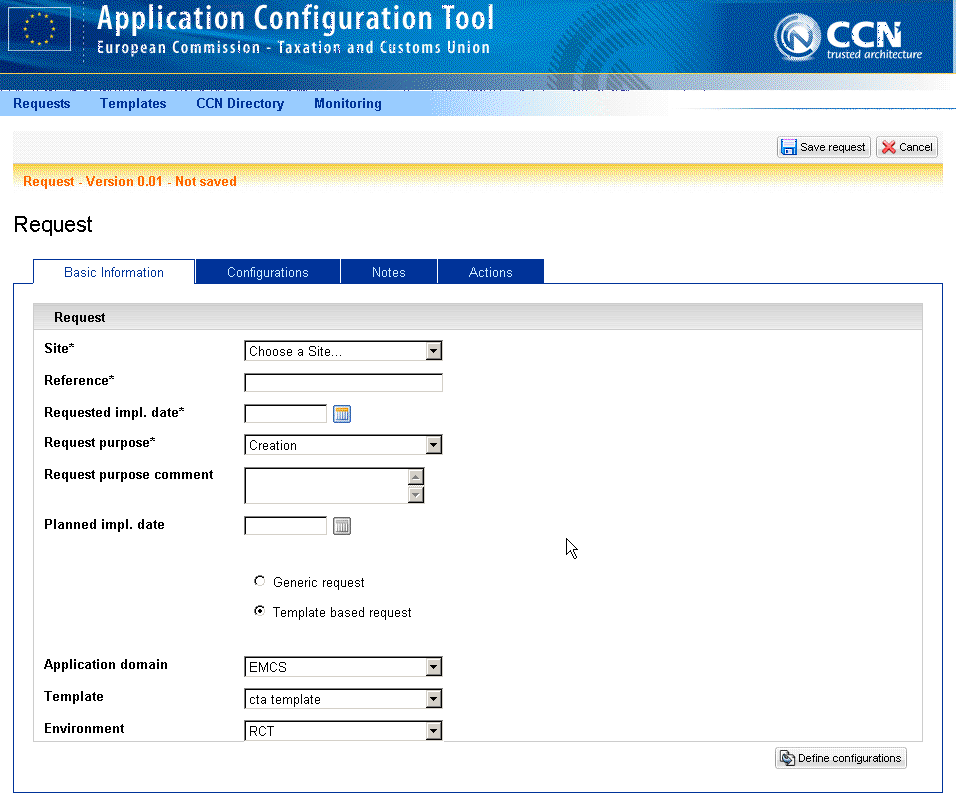 Application Configuration Tool
European Commission - Taxation and Customs Union
CCN
trusted architecture
Requests Templates CCN Directory Monitoring
Save request Cancel
Request - Version 0.01 - Not saved
Request
Basic Information Configurations Notes Actions
Request
Site* Choose a Site...
Reference*
Requested impl. date*
Request purpose* Creation
Request purpose comment
Planned impl. date
Generic request
Template based request
Application domain EMCS
Template cta template
Environment RCT
Define configurations